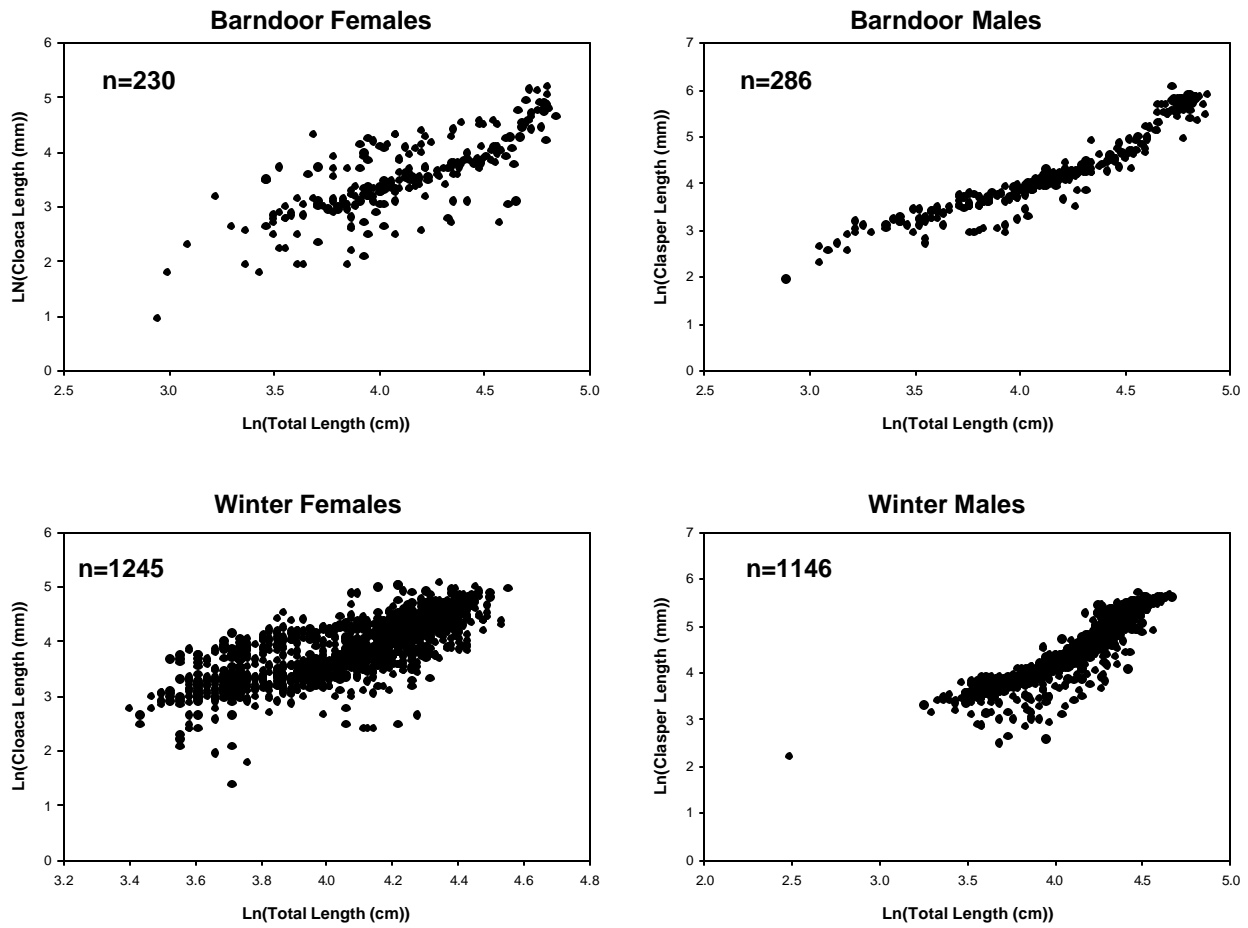 Barndoor Females
n=230
LN(Cloaca Length (mm))
6
5
4
3
2
1
0
2.5 3.0 3.5 4.0 4.5 5.0
Ln(Total Length (cm))
Barndoor Males
n=286
Ln(Clasper Length (mm))
7
6
5
4
3
2
1
0
2.5 3.0 3.5 4.0 4.5 5.0
Ln(Total Length (cm))
Winter Females
n=1245
Ln(Cloaca Length (mm))
6
5
4
3
2
1
0
3.2 3.4 3.6 3.8 4.0 4.2 4.4 4.6 4.8
Ln(Total Length (cm))
Winter Males
n=1146
Ln(Clasper Length (mm))
7
6
5
4
3
2
1
0
2.0 2.5 3.0 3.5 4.0 4.5 5.0
Ln(Total Length (cm))